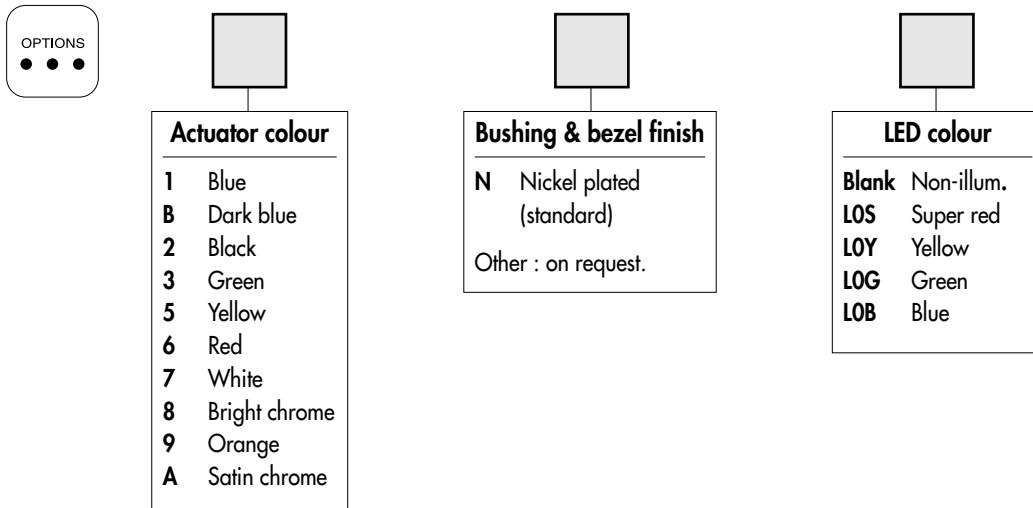 OPTIONS
Actuator colour
1 Blue
B Dark blue
2 Black
3 Green
5 Yellow
6 Red
7 White
8 Bright chrome
9 Orange
A Satin chrome
Bushing & bezel finish
N Nickel plated
(standard)
Other : on request.
LED colour
Blank Non-illum.
L0S Super red
L0Y Yellow
L0G Green
L0B Blue